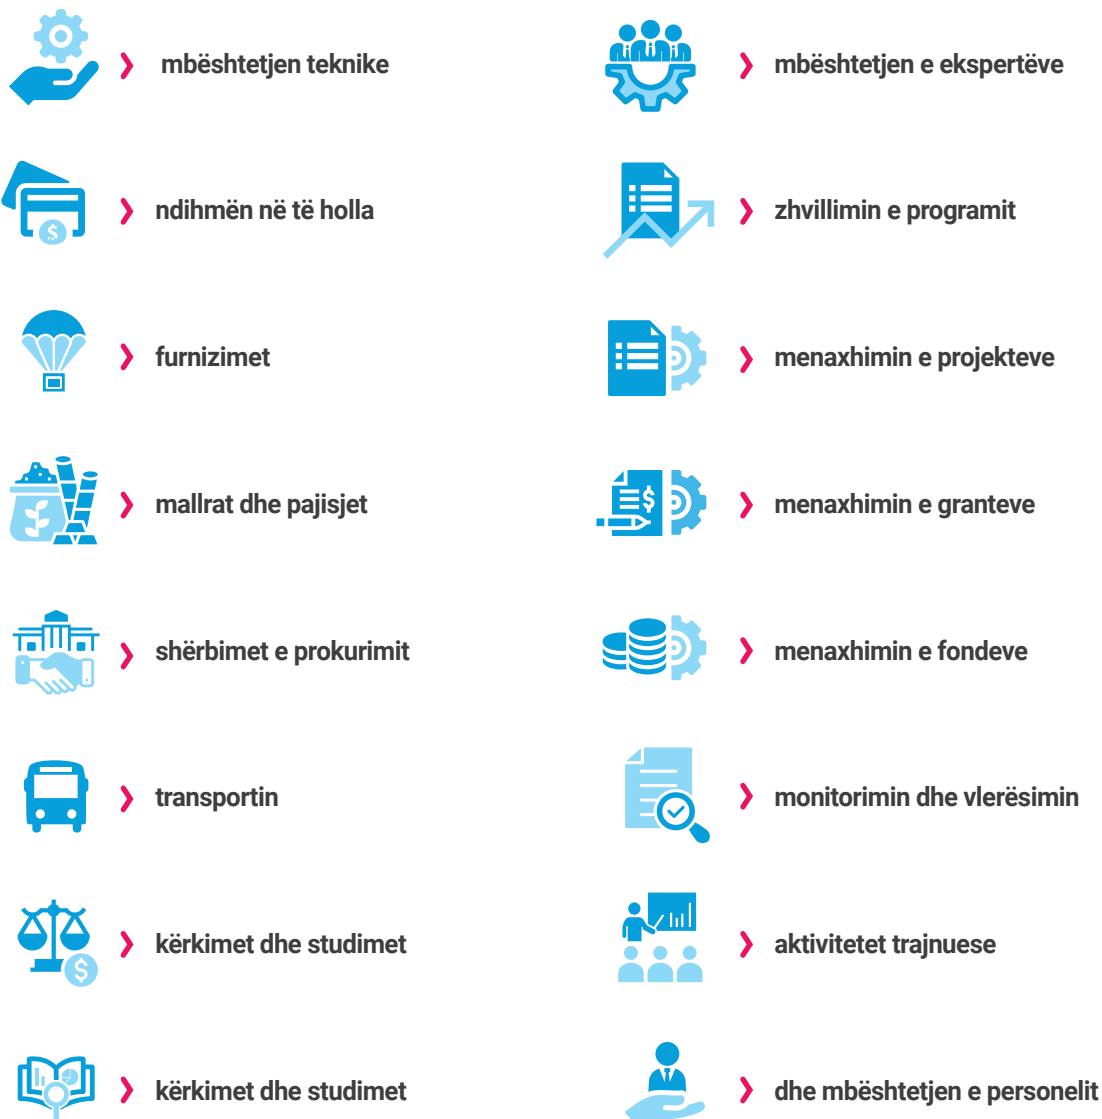 mbështetjen teknike
ndihmën në të holla
furnizimet
mallrat dhe pajisjet
shërbimet e prokurimit
transportin
kërkimet dhe studimet
kërkimet dhe studimet
mbështetjen e ekspertëve
zhvillimin e programit
menaxhimin e projekteve
menaxhimin e granteve
menaxhimin e fondeve
monitorimin dhe vlerësimin
aktivitetet trajnuese
dhe mbështetjen e personelit